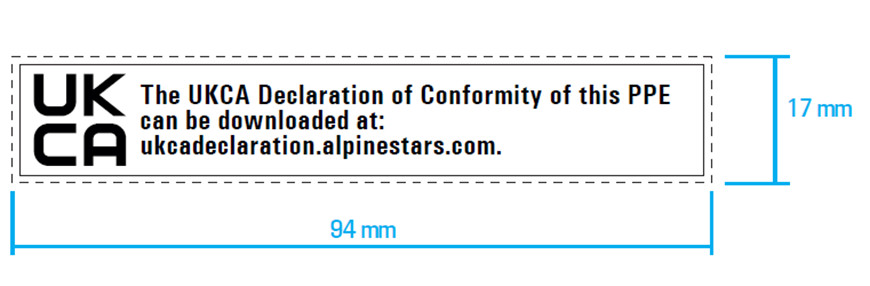 UK
CA
The UKCA Declaration of Conformity of this PPE
can be downloaded at:
ukcadeclaration.alpinestars.com.
17 mm
94 mm